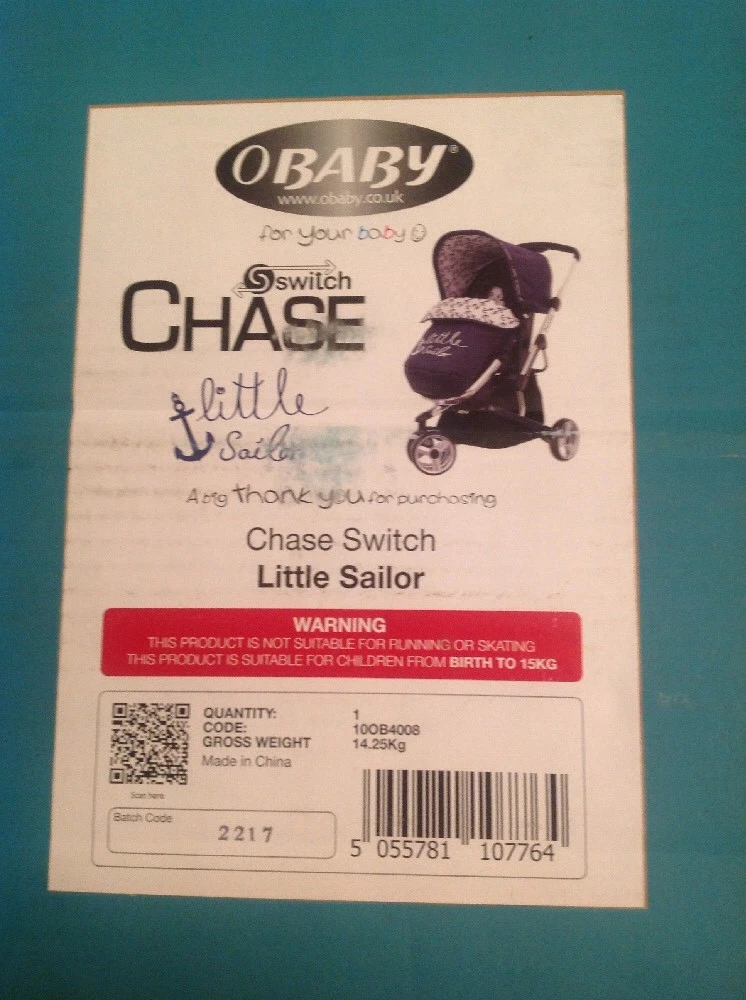 OBABY®
www.obaby.co.uk
for your baby
switch
CHASE
little
Sailor
little
Sailor
A big thank you for purchasing
Chase Switch
Little Sailor
WARNING
THIS PRODUCT IS NOT SUITABLE FOR RUNNING OR SKATING
THIS PRODUCT IS SUITABLE FOR CHILDREN FROM BIRTH TO 15KG
QUANTITY: 1
CODE: 10OB4008
GROSS WEIGHT 14.25Kg
Made in China
Scan here
Batch Code
2217
5 055781 107764